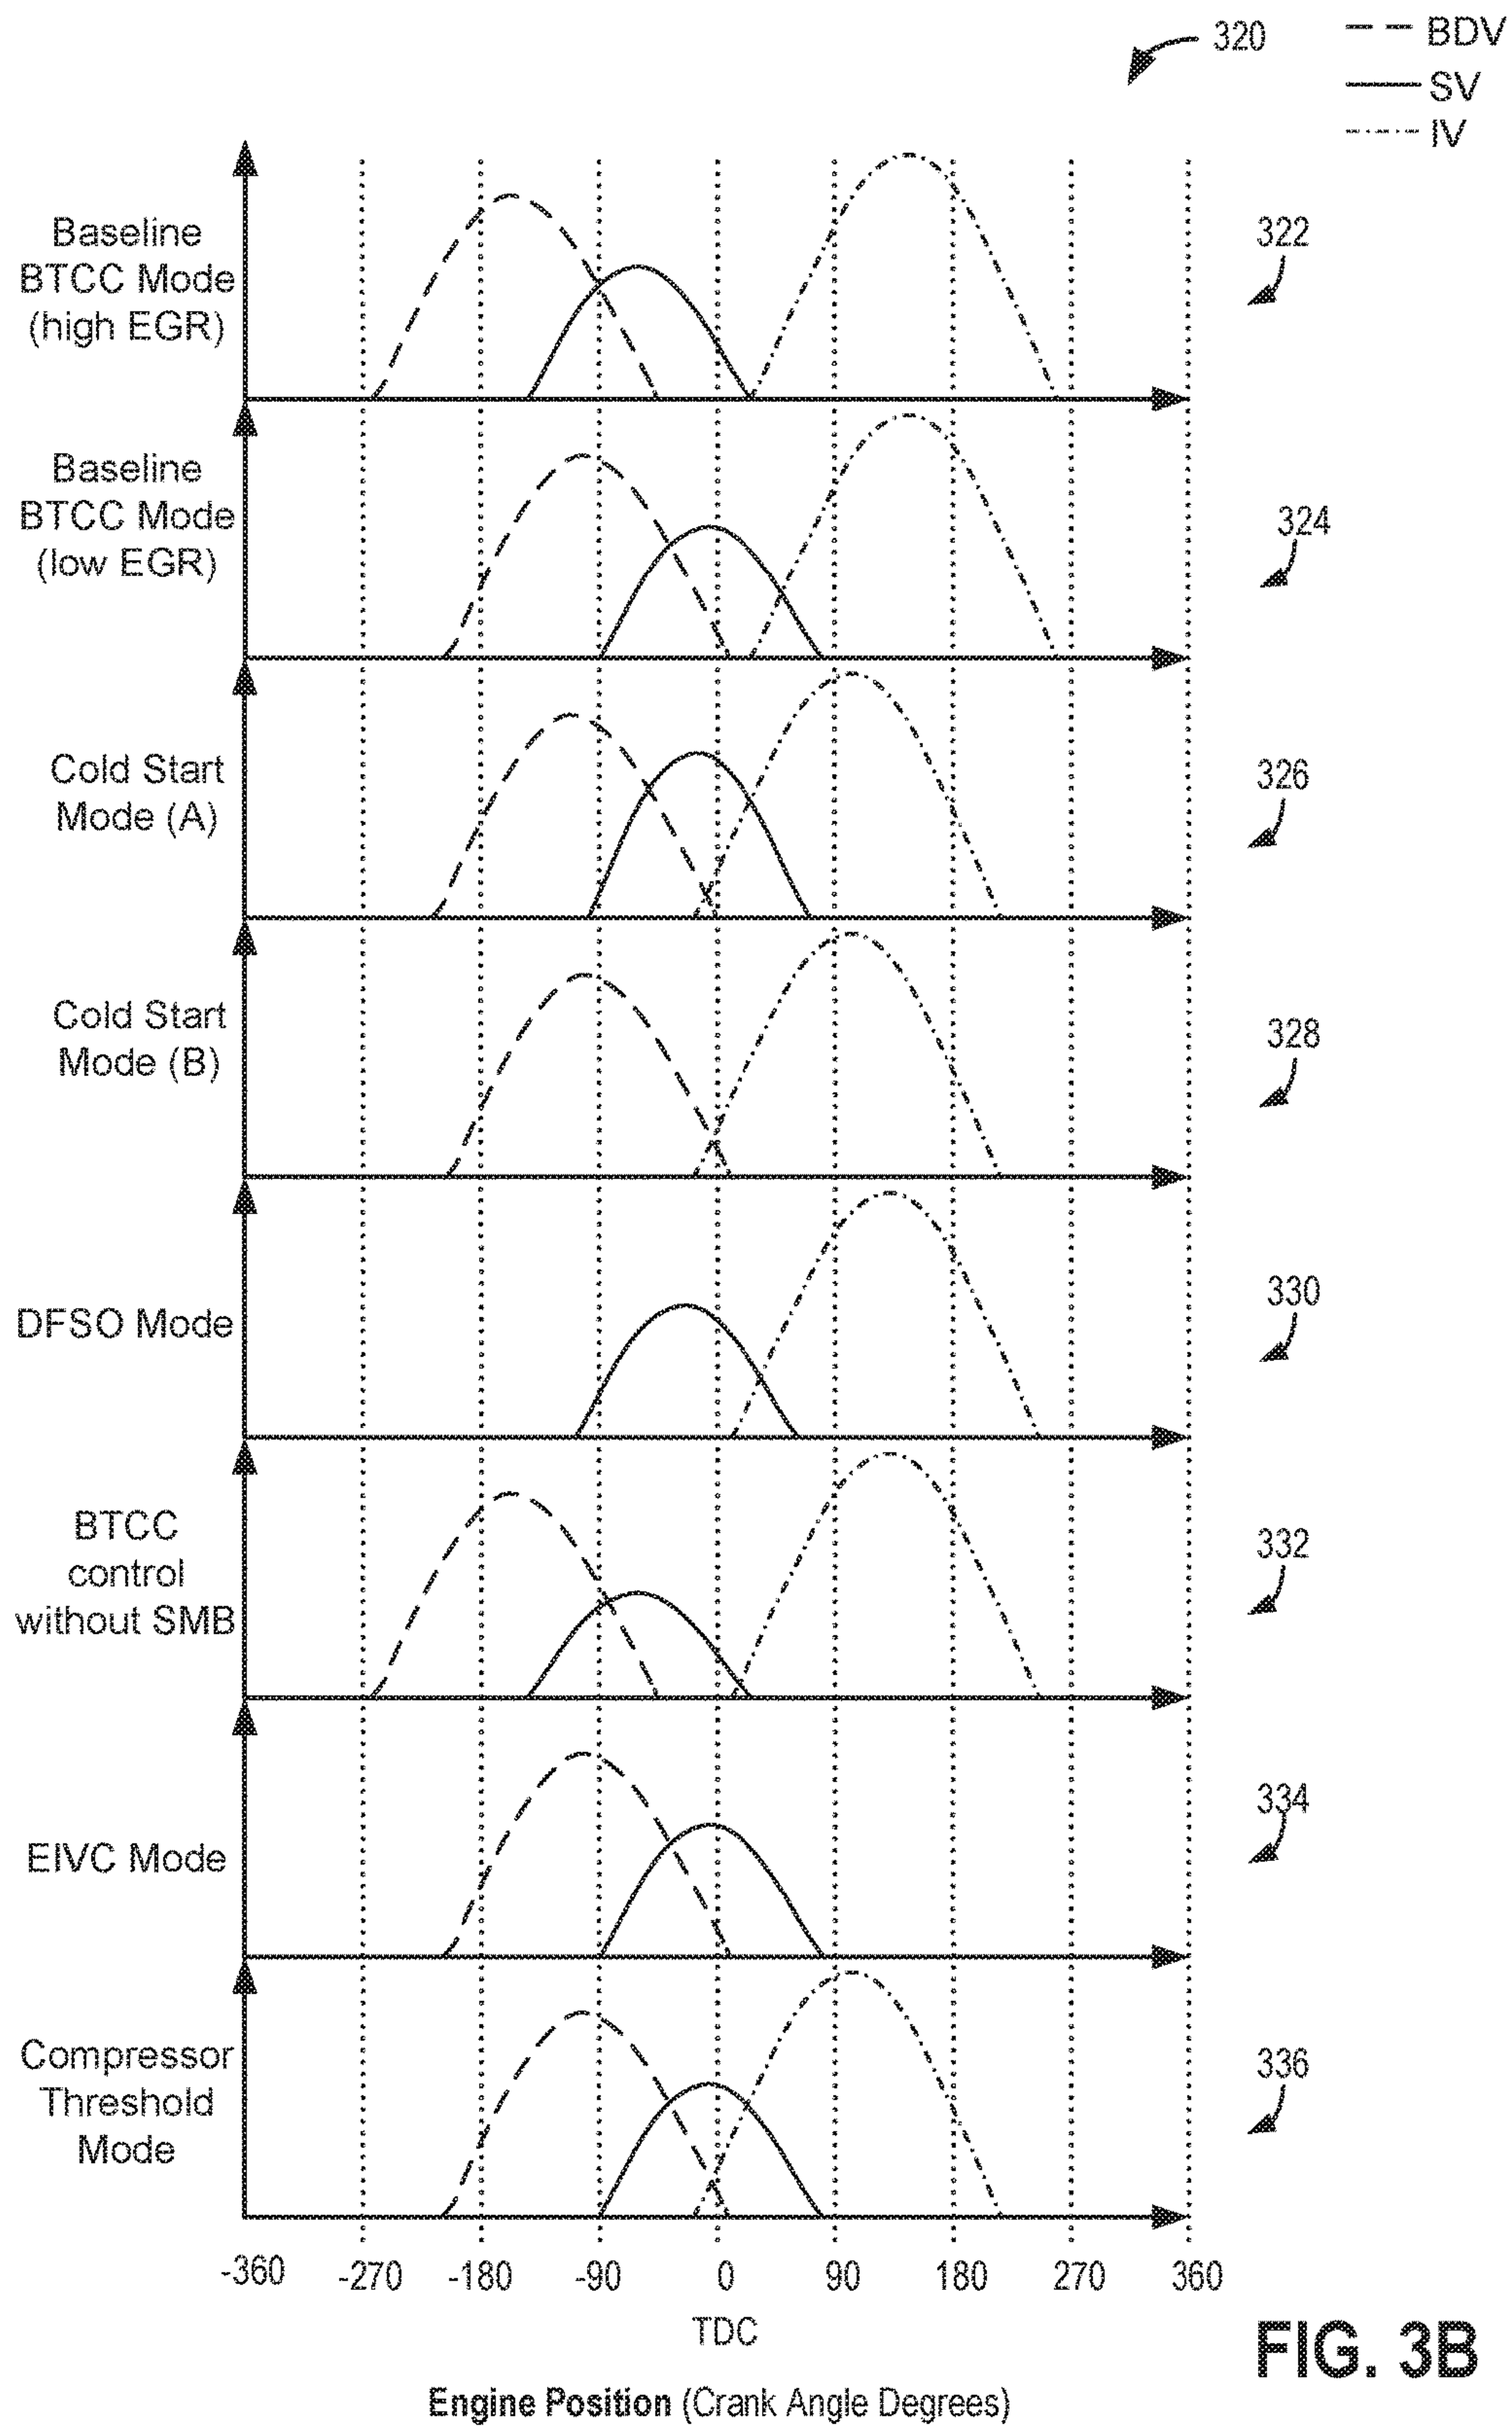 320
BDV
SV
IV
Baseline
BTCC Mode
(high EGR)
322
Baseline
BTCC Mode
(low EGR)
324
Cold Start
Mode (A)
326
Cold Start
Mode (B)
328
DFSO Mode
330
BTCC
control
without SMB
332
EIVC Mode
334
Compressor
Threshold
Mode
336
-360 -270 -180 -90 0 90 180 270 360
TDC
FIG. 3B
Engine Position (Crank Angle Degrees)